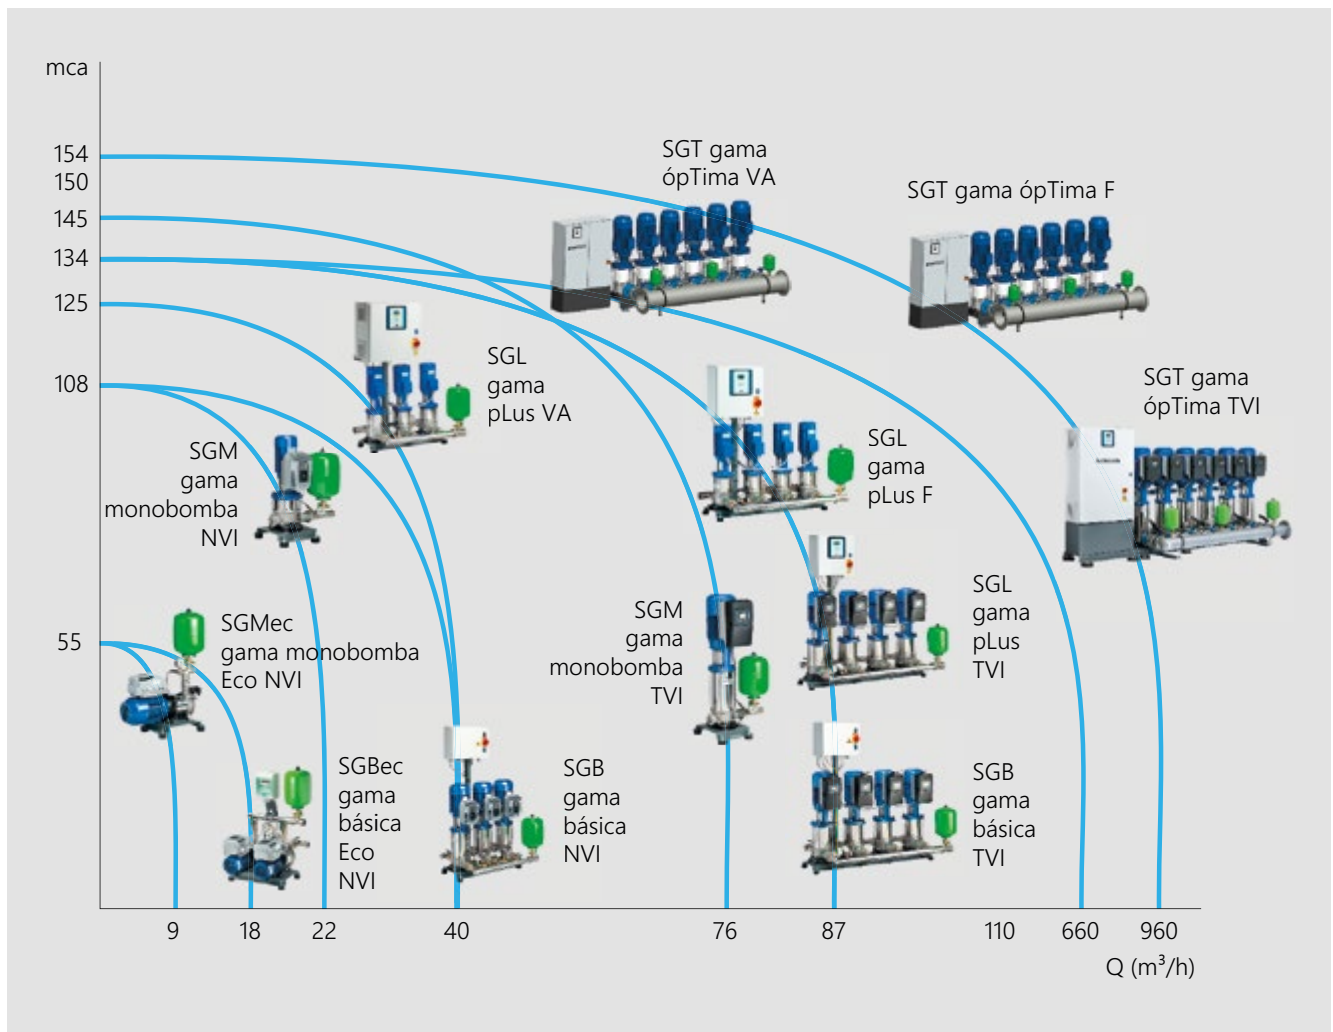 mca
154
150
145
134
125
108
55
SGT gama
ópTima VA
SGT gama ópTima F
SGT gama
ópTima TVI
SGL
gama
pLus VA
SGL
gama
pLus F
SGM
gama
monobomba
NVI
SGMec
gama monobomba
Eco NVI
SGM
gama
monobomba
TVI
SGL
gama
pLus
TVI
SGBec
gama
básica
Eco
NVI
SGB
gama
básica
NVI
SGB
gama
básica
TVI
9
18
22
40
76
87
110
660
960
Q (m³/h)